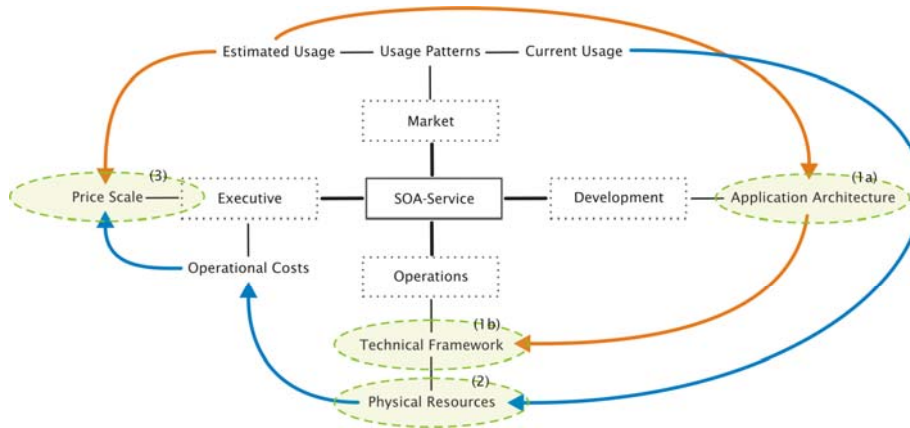 Estimated Usage
Usage Patterns
Current Usage
Market
(3)
(1a)
Price Scale
Executive
SOA-Service
Development
Application Architecture
Operational Costs
Operations
(1b)
Technical Framework
(2)
Physical Resources